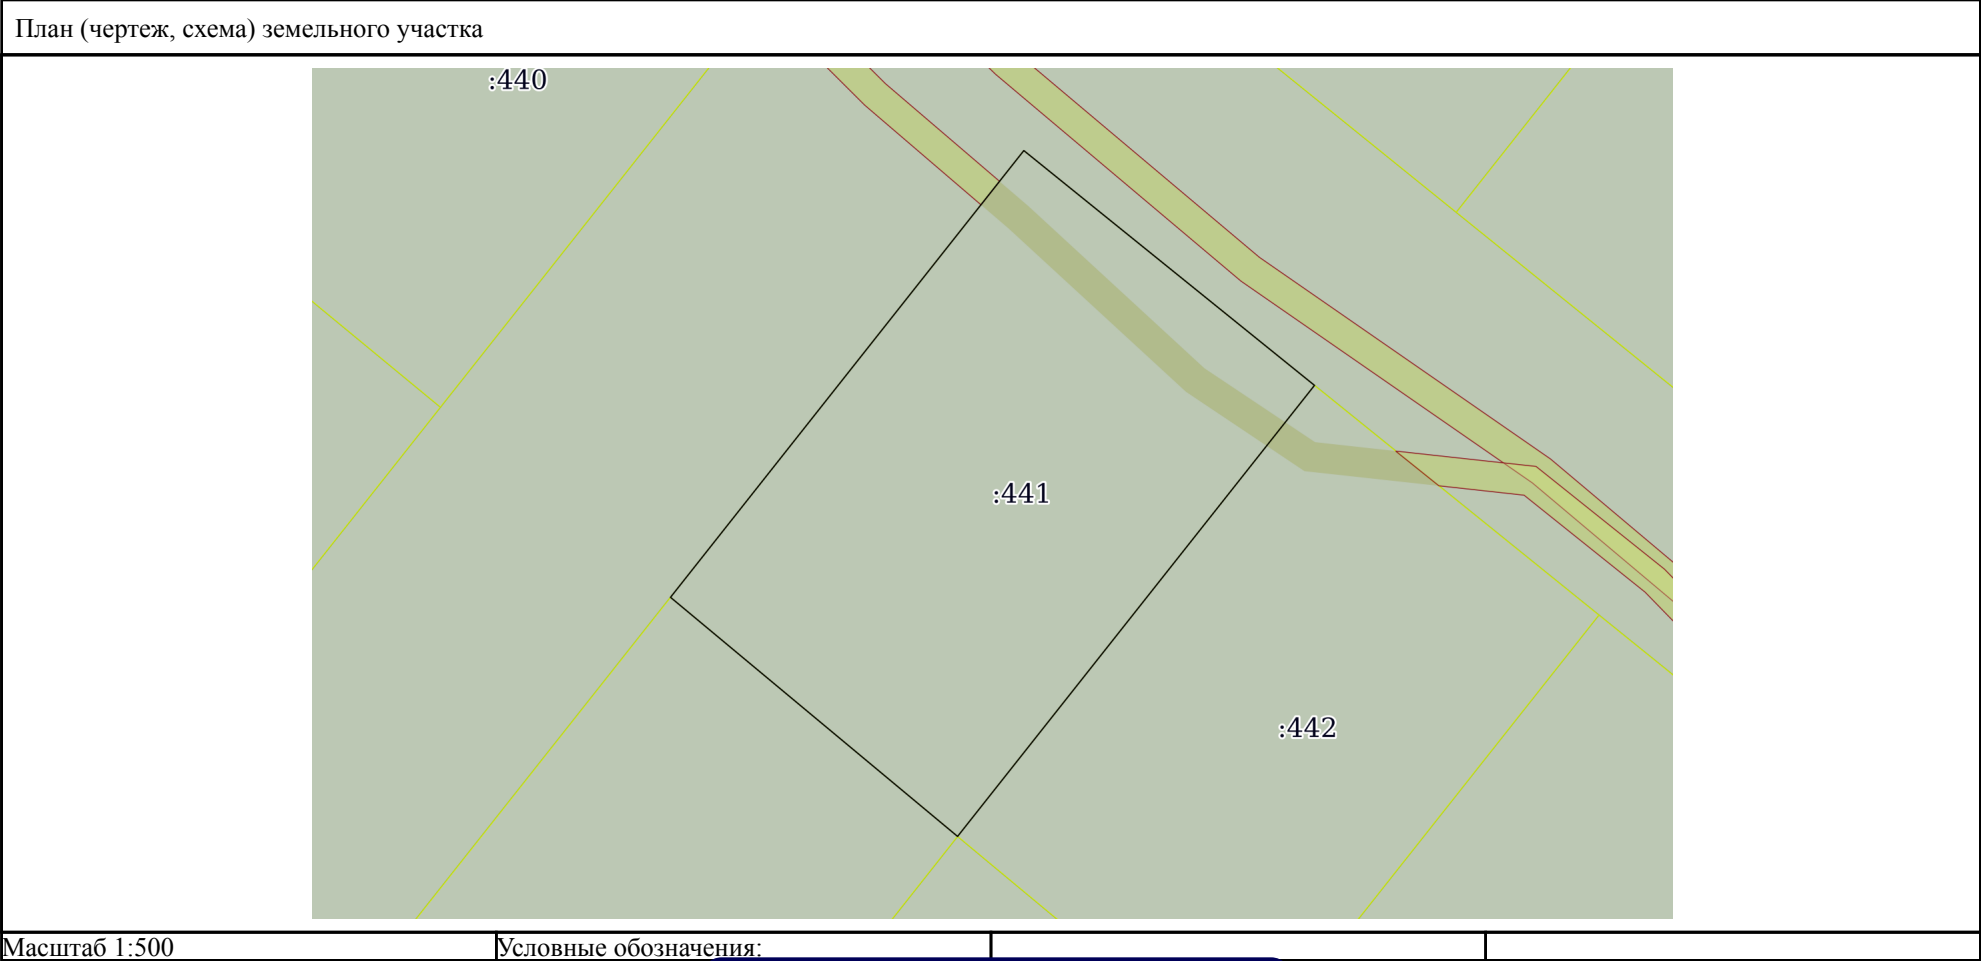 План (чертеж, схема) земельного участка
:440
:441
:442
Масштаб 1:500
Условные обозначения: